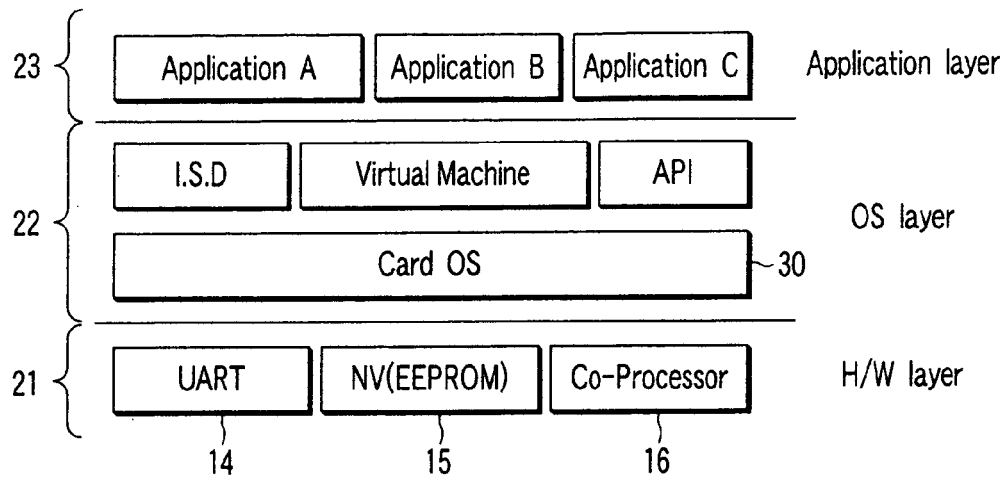 23 Application A Application B Application C Application layer
I.S.D Virtual Machine API
22 OS layer
Card OS 30
21 UART NV(EEPROM) Co-Processor H/W layer
14 15 16